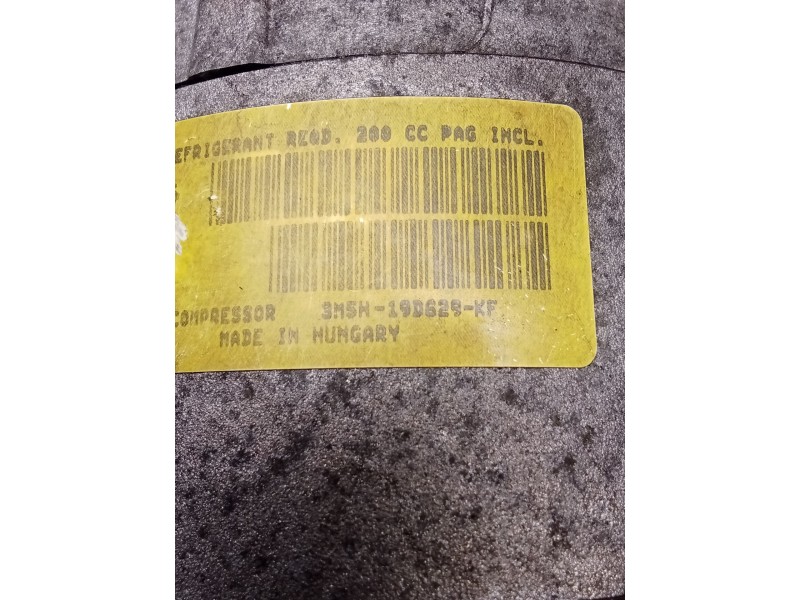 EFRIGERANT REQD. 200 CC PAG INCL.
COMPRESSOR 3M5H-19D629-KF
MADE IN HUNGARY